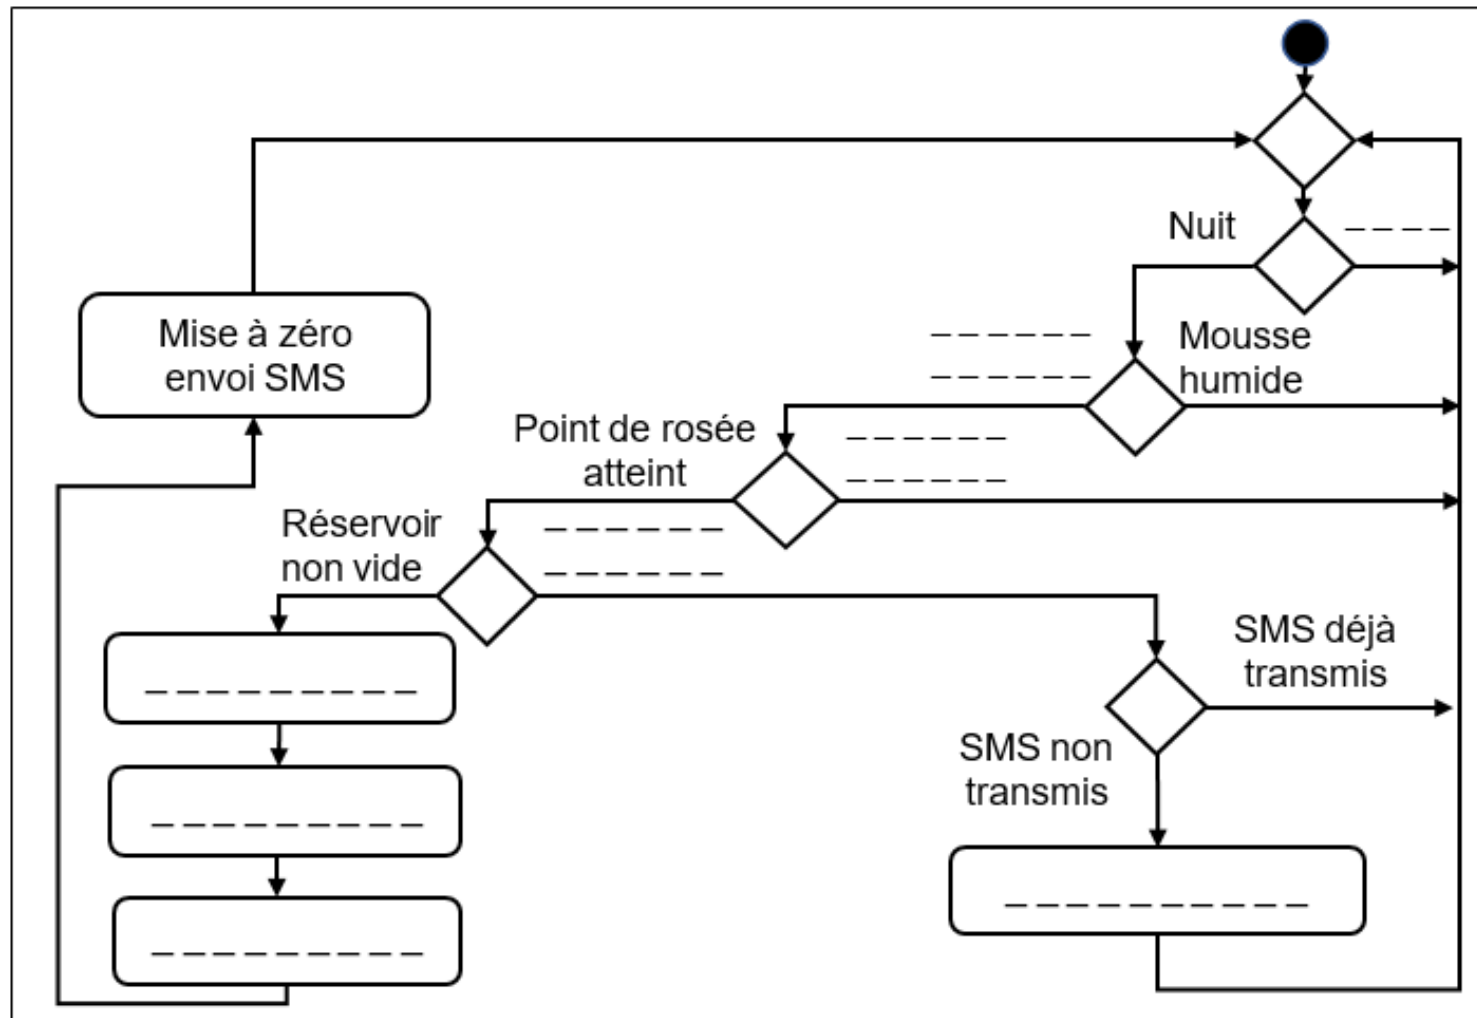 Nuit
Mise à zéro
envoi SMS
Mousse
humide
Point de rosée
atteint
Réservoir
non vide
SMS déjà
transmis
SMS non
transmis